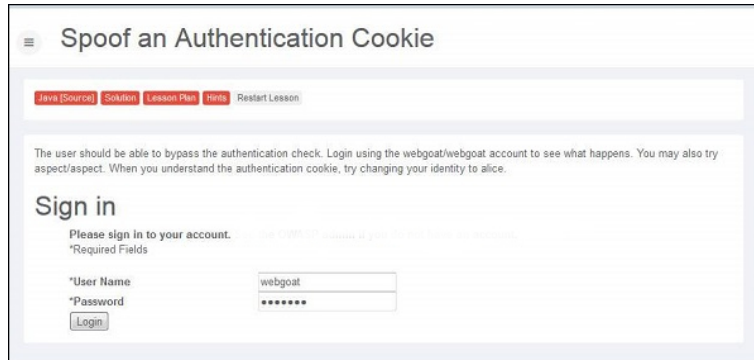 Spoof an Authentication Cookie
Java [Source] Solution Lesson Plan Hints Restart Lesson
The user should be able to bypass the authentication check. Login using the webgoat/webgoat account to see what happens. You may also try
aspect/aspect. When you understand the authentication cookie, try changing your identity to alice.
Sign in
Please sign in to your account.
*Required Fields
*User Name webgoat
*Password •••••••
Login